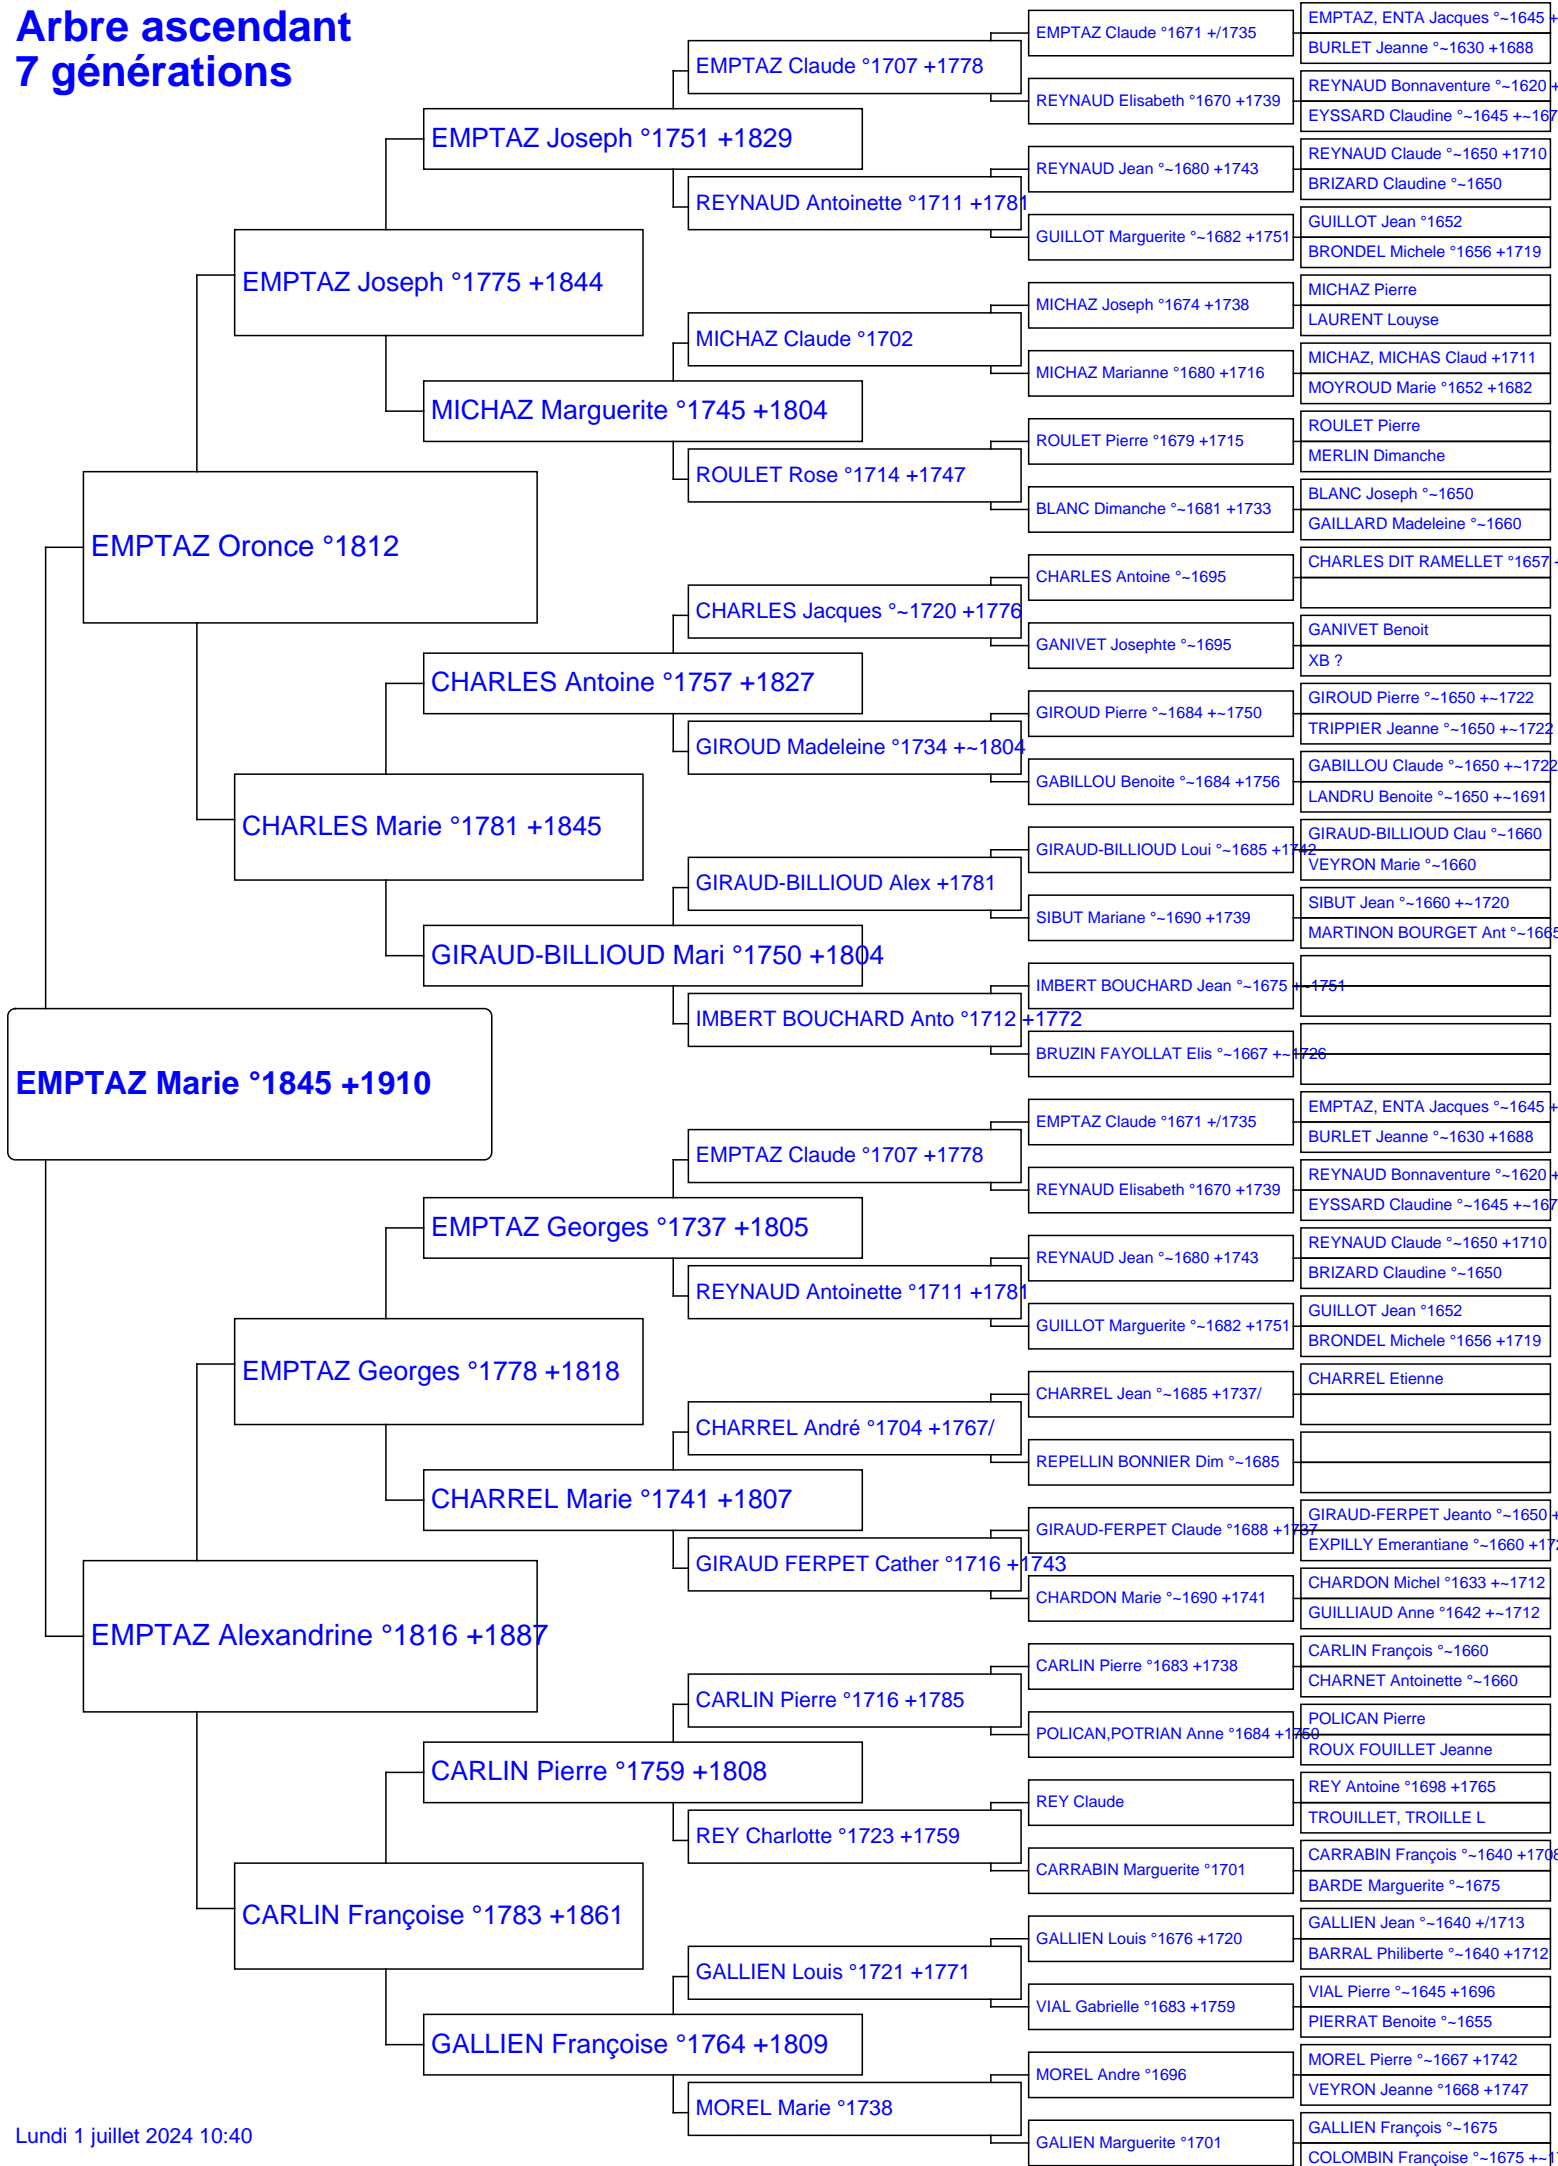 Arbre ascendant
7 générations
EMPTAZ Marie °1845 +1910
EMPTAZ Oronce °1812
EMPTAZ Alexandrine °1816 +1887
EMPTAZ Joseph °1775 +1844
CHARLES Marie °1781 +1845
EMPTAZ Georges °1778 +1818
CARLIN Françoise °1783 +1861
EMPTAZ Joseph °1751 +1829
MICHAZ Marguerite °1745 +1804
CHARLES Antoine °1757 +1827
GIRAUD-BILLIOUD Mari °1750 +1804
EMPTAZ Georges °1737 +1805
CHARREL Marie °1741 +1807
CARLIN Pierre °1759 +1808
GALLIEN Françoise °1764 +1809
EMPTAZ Claude °1707 +1778
REYNAUD Antoinette °1711 +1781
MICHAZ Claude °1702
ROULET Rose °1714 +1747
CHARLES Jacques °~1720 +1776
GIROUD Madeleine °1734 +~1804
GIRAUD-BILLIOUD Alex +1781
IMBERT BOUCHARD Anto °1712 +1772
EMPTAZ Claude °1707 +1778
REYNAUD Antoinette °1711 +1781
CHARREL André °1704 +1767/
GIRAUD FERPET Cather °1716 +1743
CARLIN Pierre °1716 +1785
REY Charlotte °1723 +1759
GALLIEN Louis °1721 +1771
MOREL Marie °1738
EMPTAZ Claude °1671 +/1735
REYNAUD Elisabeth °1670 +1739
REYNAUD Jean °~1680 +1743
GUILLOT Marguerite °~1682 +1751
MICHAZ Joseph °1674 +1738
MICHAZ Marianne °1680 +1716
ROULET Pierre °1679 +1715
BLANC Dimanche °~1681 +1733
CHARLES Antoine °~1695
GANIVET Josephte °~1695
GIROUD Pierre °~1684 +~1750
GABILLOU Benoite °~1684 +1756
GIRAUD-BILLIOUD Loui °~1685 +1742
SIBUT Mariane °~1690 +1739
IMBERT BOUCHARD Jean °~1675 +~1751
BRUZIN FAYOLLAT Elis °~1667 +~1726
EMPTAZ Claude °1671 +/1735
REYNAUD Elisabeth °1670 +1739
REYNAUD Jean °~1680 +1743
GUILLOT Marguerite °~1682 +1751
CHARREL Jean °~1685 +1737/
REPELLIN BONNIER Dim °~1685
GIRAUD-FERPET Claude °1688 +1737
CHARDON Marie °~1690 +1741
CARLIN Pierre °1683 +1738
POLICAN,POTRIAN Anne °1684 +1750
REY Claude
CARRABIN Marguerite °1701
GALLIEN Louis °1676 +1720
VIAL Gabrielle °1683 +1759
MOREL Andre °1696
GALIEN Marguerite °1701
EMPTAZ, ENTA Jacques °~1645 +
BURLET Jeanne °~1630 +1688
REYNAUD Bonnaventure °~1620 +
EYSSARD Claudine °~1645 +~167
REYNAUD Claude °~1650 +1710
BRIZARD Claudine °~1650
GUILLOT Jean °1652
BRONDEL Michele °1656 +1719
MICHAZ Pierre
LAURENT Louyse
MICHAZ, MICHAS Claud +1711
MOYROUD Marie °1652 +1682
ROULET Pierre
MERLIN Dimanche
BLANC Joseph °~1650
GAILLARD Madeleine °~1660
CHARLES DIT RAMELLET °1657 +
GANIVET Benoit
XB ?
GIROUD Pierre °~1650 +~1722
TRIPPIER Jeanne °~1650 +~1722
GABILLOU Claude °~1650 +~1722
LANDRU Benoite °~1650 +~1691
GIRAUD-BILLIOUD Clau °~1660
VEYRON Marie °~1660
SIBUT Jean °~1660 +~1720
MARTINON BOURGET Ant °~1665
EMPTAZ, ENTA Jacques °~1645 +
BURLET Jeanne °~1630 +1688
REYNAUD Bonnaventure °~1620 +
EYSSARD Claudine °~1645 +~167
REYNAUD Claude °~1650 +1710
BRIZARD Claudine °~1650
GUILLOT Jean °1652
BRONDEL Michele °1656 +1719
CHARREL Etienne
GIRAUD-FERPET Jeanto °~1650 +
EXPILLY Emerantiane °~1660 +172
CHARDON Michel °1633 +~1712
GUILLIAUD Anne °1642 +~1712
CARLIN François °~1660
CHARNET Antoinette °~1660
POLICAN Pierre
ROUX FOUILLET Jeanne
REY Antoine °1698 +1765
TROUILLET, TROILLE L
CARRABIN François °~1640 +1708
BARDE Marguerite °~1675
GALLIEN Jean °~1640 +/1713
BARRAL Philiberte °~1640 +1712
VIAL Pierre °~1645 +1696
PIERRAT Benoite °~1655
MOREL Pierre °~1667 +1742
VEYRON Jeanne °1668 +1747
GALLIEN François °~1675
COLOMBIN Françoise °~1675 +~1
Lundi 1 juillet 2024 10:40